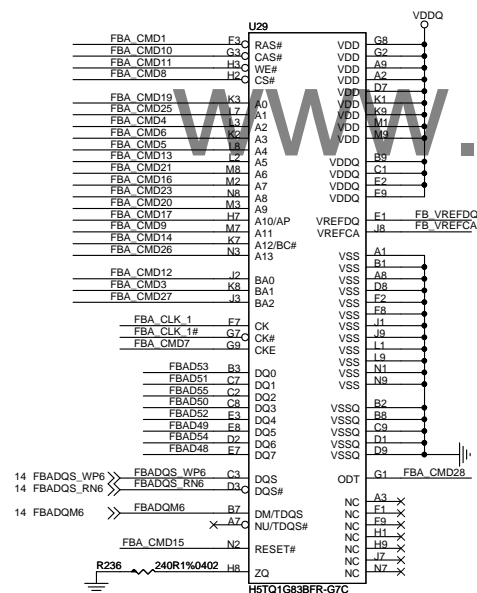 U29
VDDQ
FBA_CMD1 F3 RAS# VDD G8
FBA_CMD10 G3 CAS# VDD G2
FBA_CMD11 H3 WE# VDD A9
FBA_CMD8 H2 CS# VDD A2
VDD D7
FBA_CMD19 K3 A0 VDD K1
FBA_CMD25 L7 A1 VDD K9
FBA_CMD4 L3 A2 VDD M1
FBA_CMD6 K2 A3 VDD M9
FBA_CMD5 L8 A4
FBA_CMD13 L2 A5 VDDQ B9
FBA_CMD21 M8 A6 VDDQ C1
FBA_CMD16 M2 A7 VDDQ E2
FBA_CMD23 N8 A8 VDDQ E9
FBA_CMD20 M3 A9
FBA_CMD17 H7 A10/AP VREFDQ E1 FB_VREFDQ
FBA_CMD9 M7 A11 VREFCA J8 FB_VREFCA
FBA_CMD14 K7 A12/BC#
FBA_CMD26 N3 A13 VSS A1
VSS B1
FBA_CMD12 J2 BA0 VSS A8
FBA_CMD3 K8 BA1 VSS D8
FBA_CMD27 J3 BA2 VSS F2
VSS F8
FBA_CLK_1 F7 CK VSS J1
FBA_CLK_1# G7 CK# VSS J9
FBA_CMD7 G9 CKE VSS L1
VSS L9
FBAD53 B3 DQ0 VSS N1
FBAD51 C7 DQ1 VSS N9
FBAD55 C2 DQ2
FBAD50 C8 DQ3 VSSQ B2
FBAD52 E3 DQ4 VSSQ B8
FBAD49 E8 DQ5 VSSQ C9
FBAD54 D2 DQ6 VSSQ D1
FBAD48 E7 DQ7 VSSQ D9
14 FBADQS_WP6 FBADQS_WP6 C3 DQS ODT G1 FBA_CMD28
14 FBADQS_RN6 FBADQS_RN6 D3 DQS#
NC A3
14 FBADQM6 FBADQM6 B7 DM/TDQS NC F1
A7 NU/TDQS# NC F9
NC H1
FBA_CMD15 N2 RESET# NC H9
NC J7
R236 240R1%0402 H8 ZQ NC N7
H5TQ1G83BFR-G7C
www.